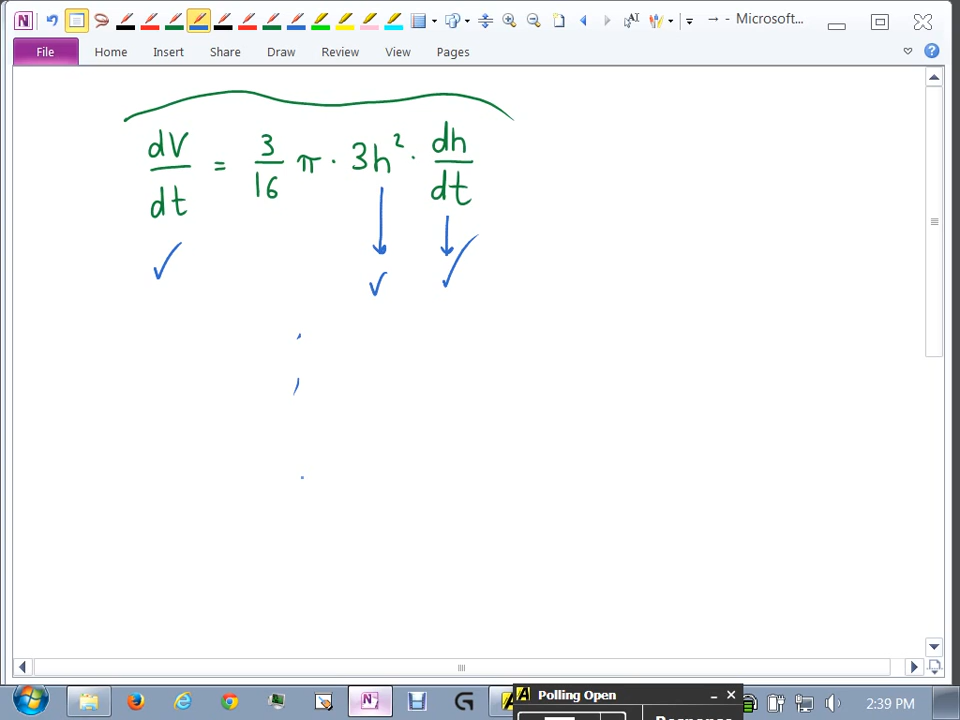 Microsoft...
File Home Insert Share Draw Review View Pages
dV/dt = 3/16 π · 3h² · dh/dt
Polling Open
2:39 PM